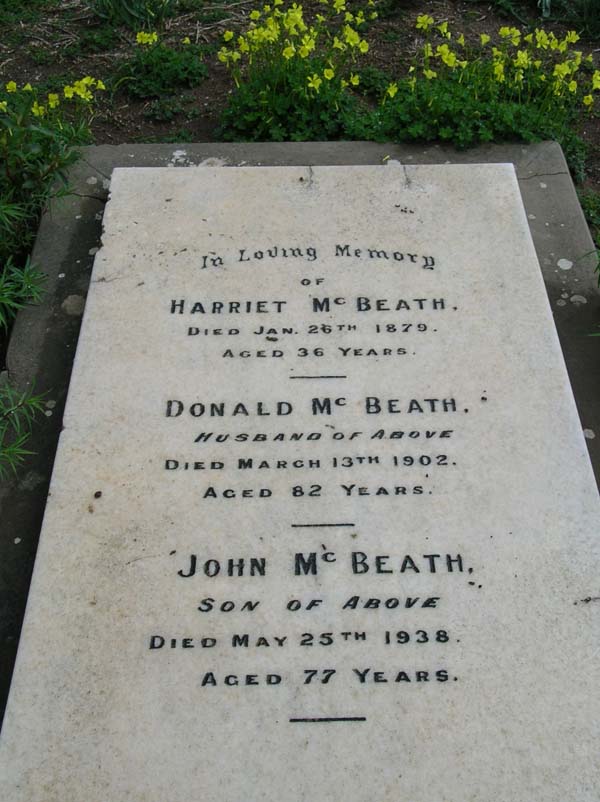 In Loving Memory
OF
HARRIET Mc BEATH.
DIED JAN. 26TH 1879.
AGED 36 YEARS.
DONALD Mc BEATH.
HUSBAND OF ABOVE
DIED MARCH 13TH 1902.
AGED 82 YEARS.
JOHN Mc BEATH,
SON OF ABOVE
DIED MAY 25TH 1938.
AGED 77 YEARS.